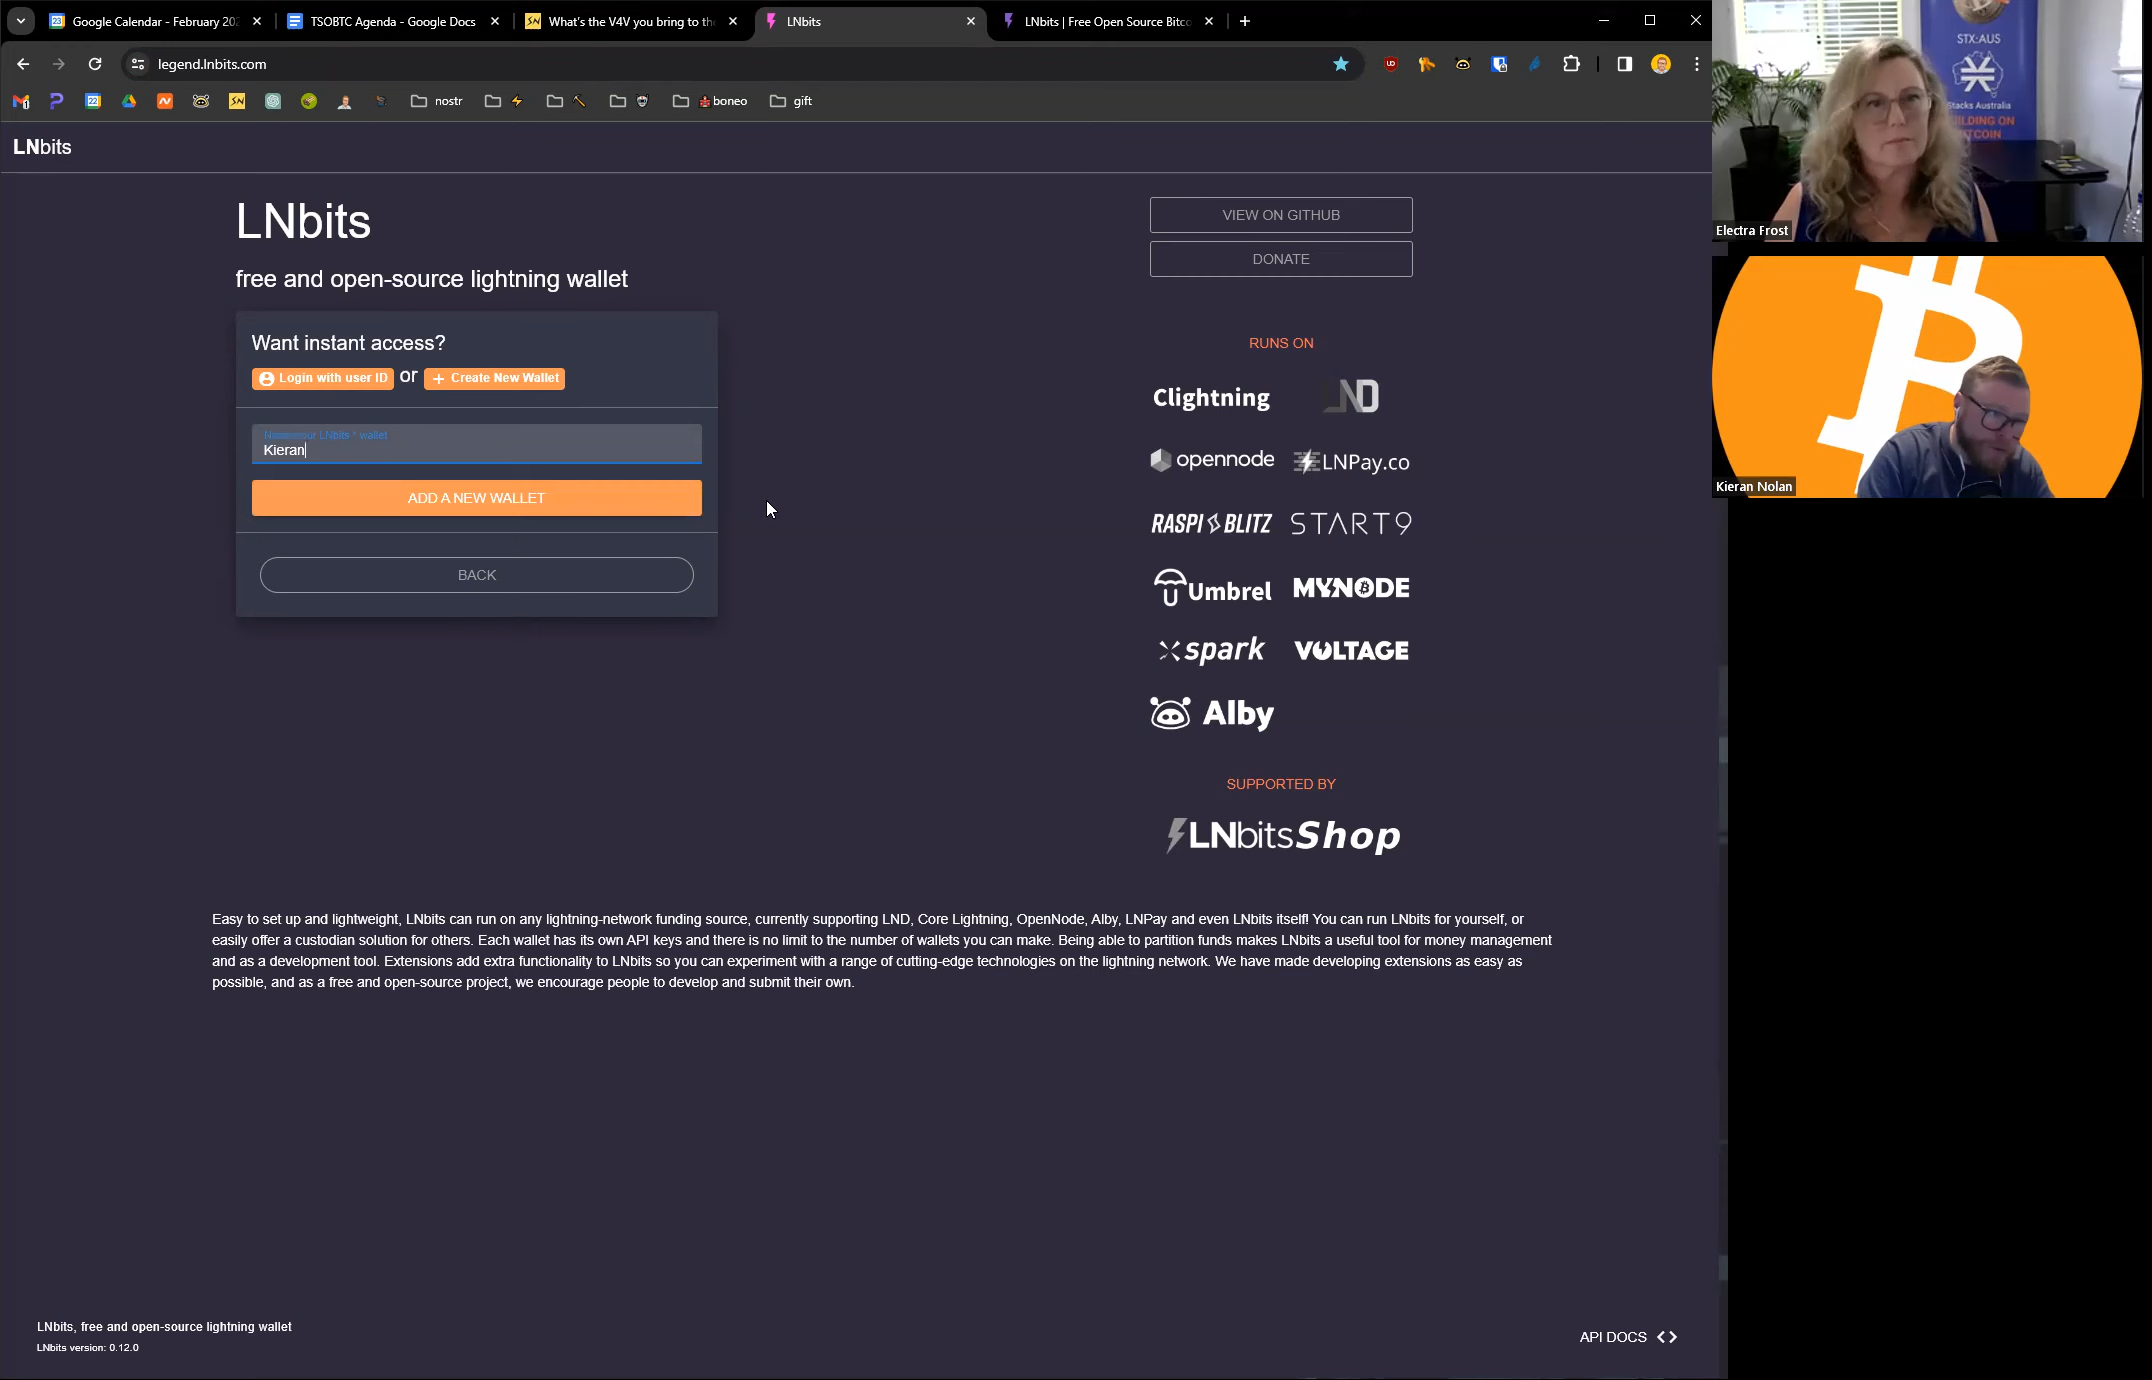 Google Calendar - February 202
TSOBTC Agenda - Google Docs
What's the V4V you bring to the
LNbits
LNbits | Free Open Source Bitco
legend.lnbits.com
nostr
boneo
gift
LNbits
LNbits
free and open-source lightning wallet
Want instant access?
Login with user ID or + Create New Wallet
LNbits * wallet
Kieran
ADD A NEW WALLET
BACK
VIEW ON GITHUB
DONATE
RUNS ON
Clightning LND
opennode LNPay.co
RASPIBLITZ START9
Umbrel MYNODE
spark VOLTAGE
Alby
SUPPORTED BY
LNbitsShop
Easy to set up and lightweight, LNbits can run on any lightning-network funding source, currently supporting LND, Core Lightning, OpenNode, Alby, LNPay and even LNbits itself! You can run LNbits for yourself, or
easily offer a custodian solution for others. Each wallet has its own API keys and there is no limit to the number of wallets you can make. Being able to partition funds makes LNbits a useful tool for money management
and as a development tool. Extensions add extra functionality to LNbits so you can experiment with a range of cutting-edge technologies on the lightning network. We have made developing extensions as easy as
possible, and as a free and open-source project, we encourage people to develop and submit their own.
LNbits, free and open-source lightning wallet
LNbits version: 0.12.0
API DOCS
STX:AUS
Stacks Australia
ILDING ON
TCOIN
Electra Frost
Kieran Nolan